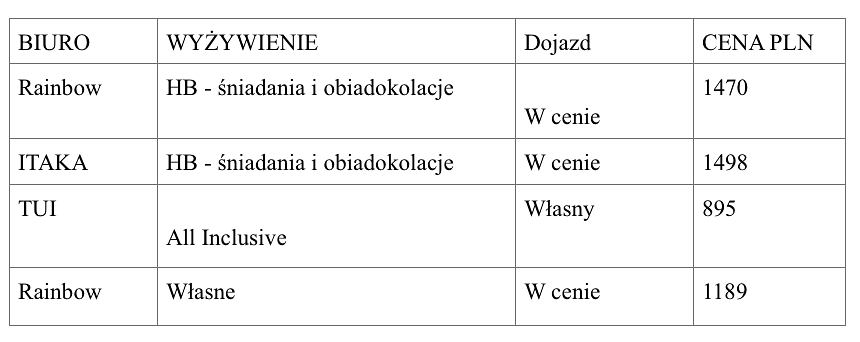 BIURO WYŻYWIENIE Dojazd CENA PLN
Rainbow HB - śniadania i obiadokolacje W cenie 1470
ITAKA HB - śniadania i obiadokolacje W cenie 1498
TUI All Inclusive Własny 895
Rainbow Własne W cenie 1189